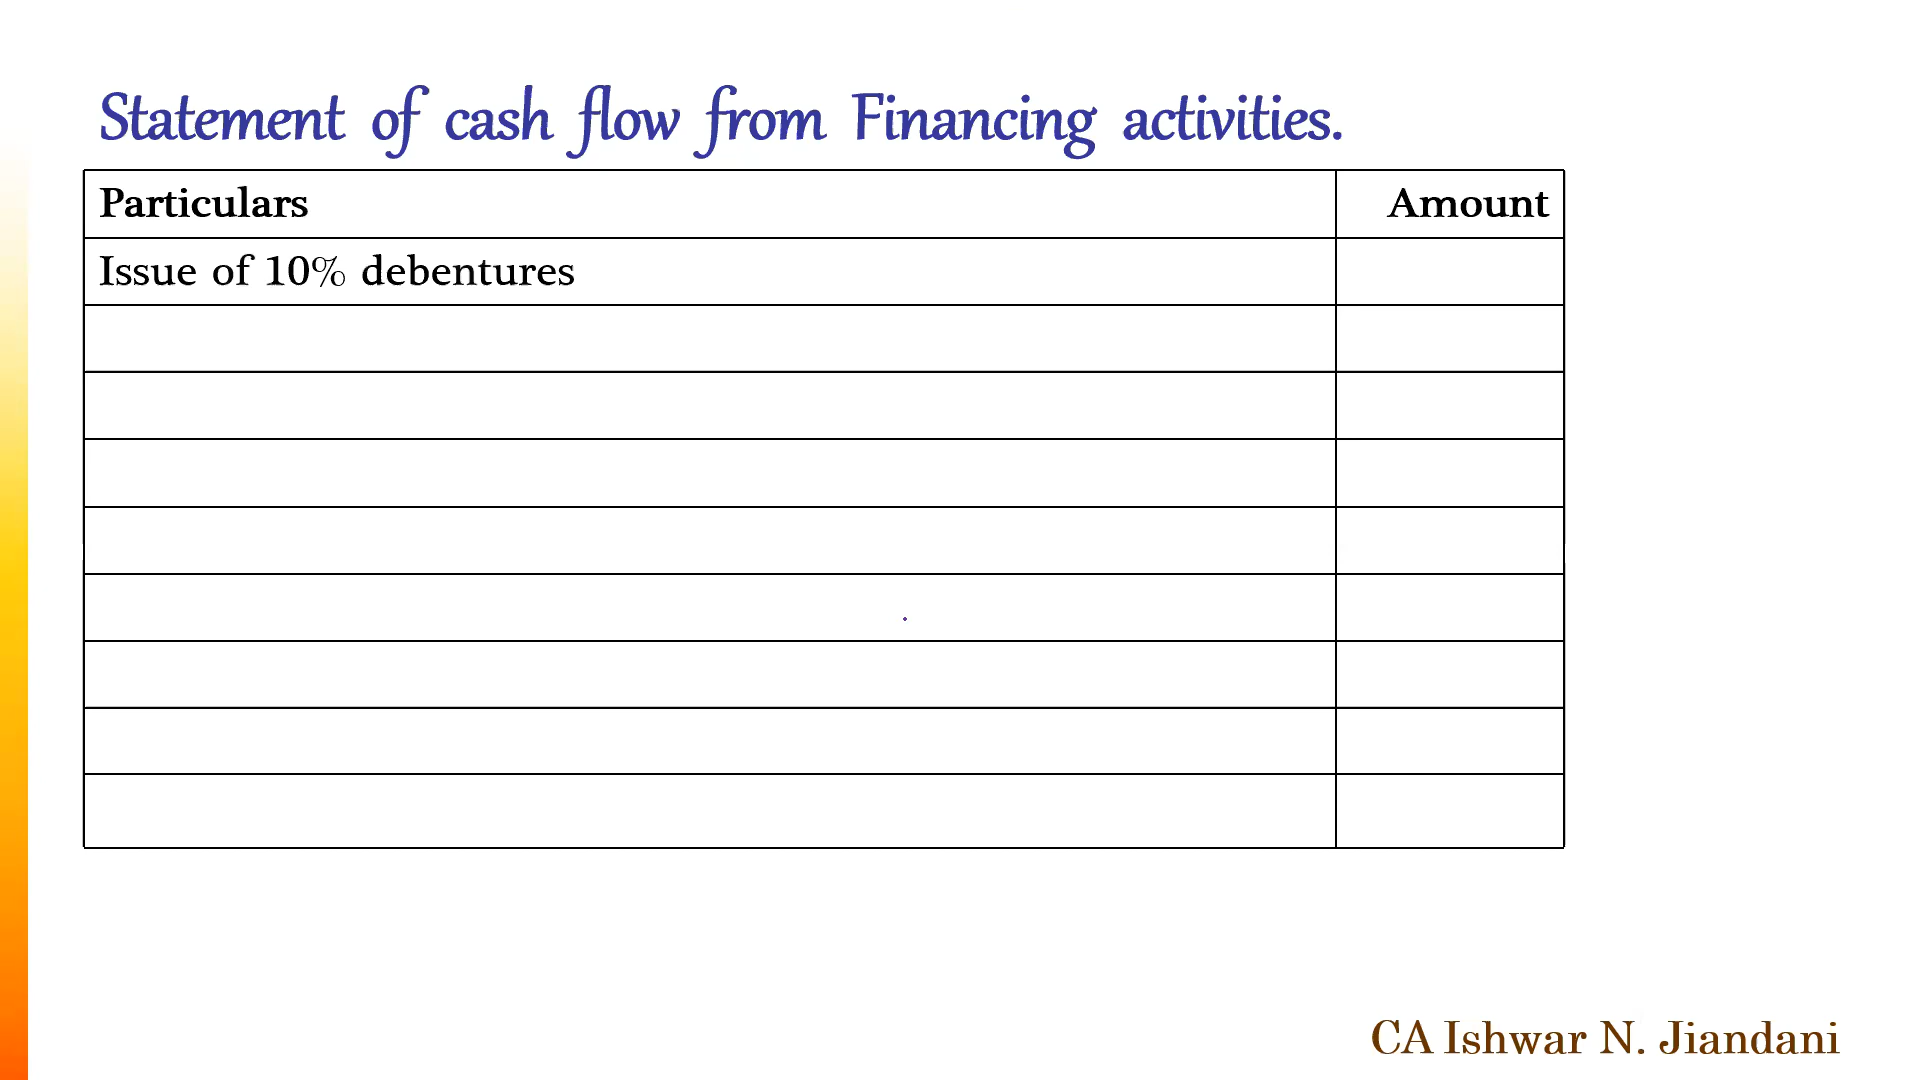 Statement of cash flow from Financing activities.
Particulars Amount
Issue of 10% debentures
CA Ishwar N. Jiandani